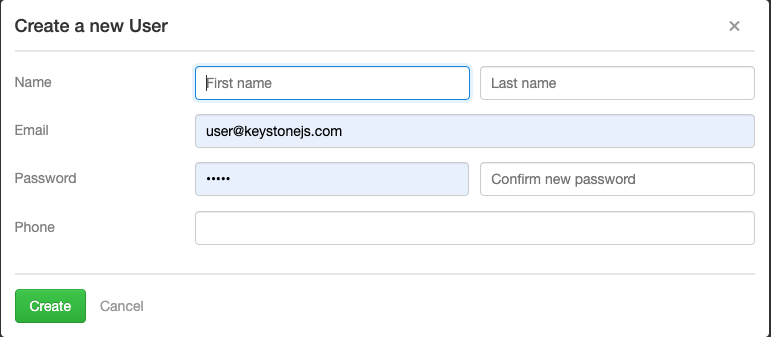 Create a new User ×
Name First name Last name
Email user@keystonejs.com
Password ••••• Confirm new password
Phone
Create Cancel